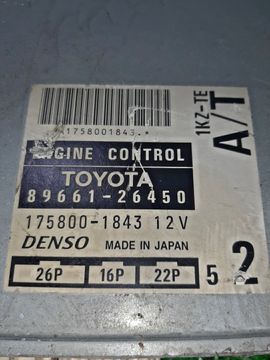 *1758001843.*
ENGINE CONTROL
TOYOTA
89661-26450
175800-1843 12V
DENSO MADE IN JAPAN
26P 16P 22P 5 2
1KZ-TE
A/T